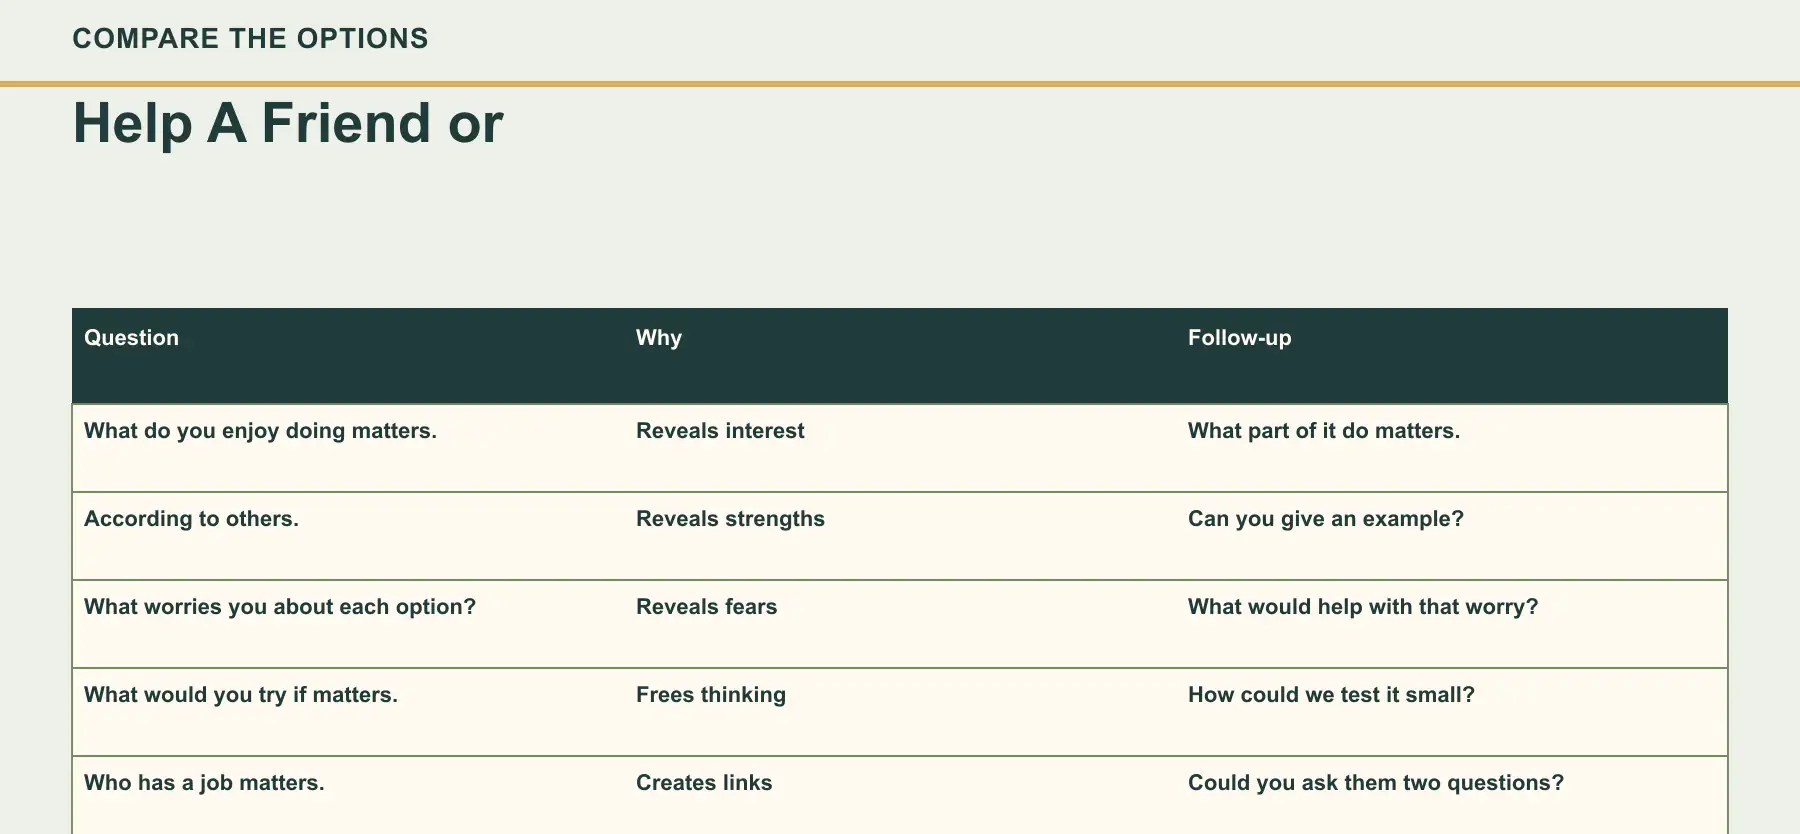 COMPARE THE OPTIONS
Help A Friend or
Question Why Follow-up
What do you enjoy doing matters. Reveals interest What part of it do matters.
According to others. Reveals strengths Can you give an example?
What worries you about each option? Reveals fears What would help with that worry?
What would you try if matters. Frees thinking How could we test it small?
Who has a job matters. Creates links Could you ask them two questions?